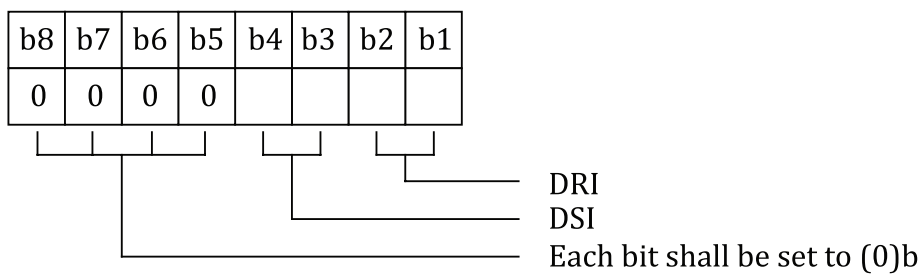 b8 b7 b6 b5 b4 b3 b2 b1
0 0 0 0
DRI
DSI
Each bit shall be set to (0)b